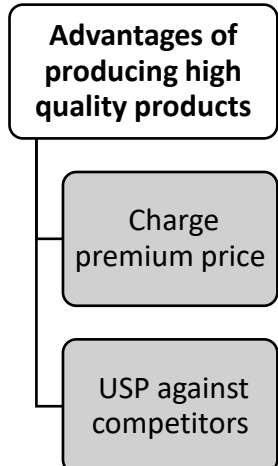 Advantages of
producing high
quality products
Charge
premium price
USP against
competitors